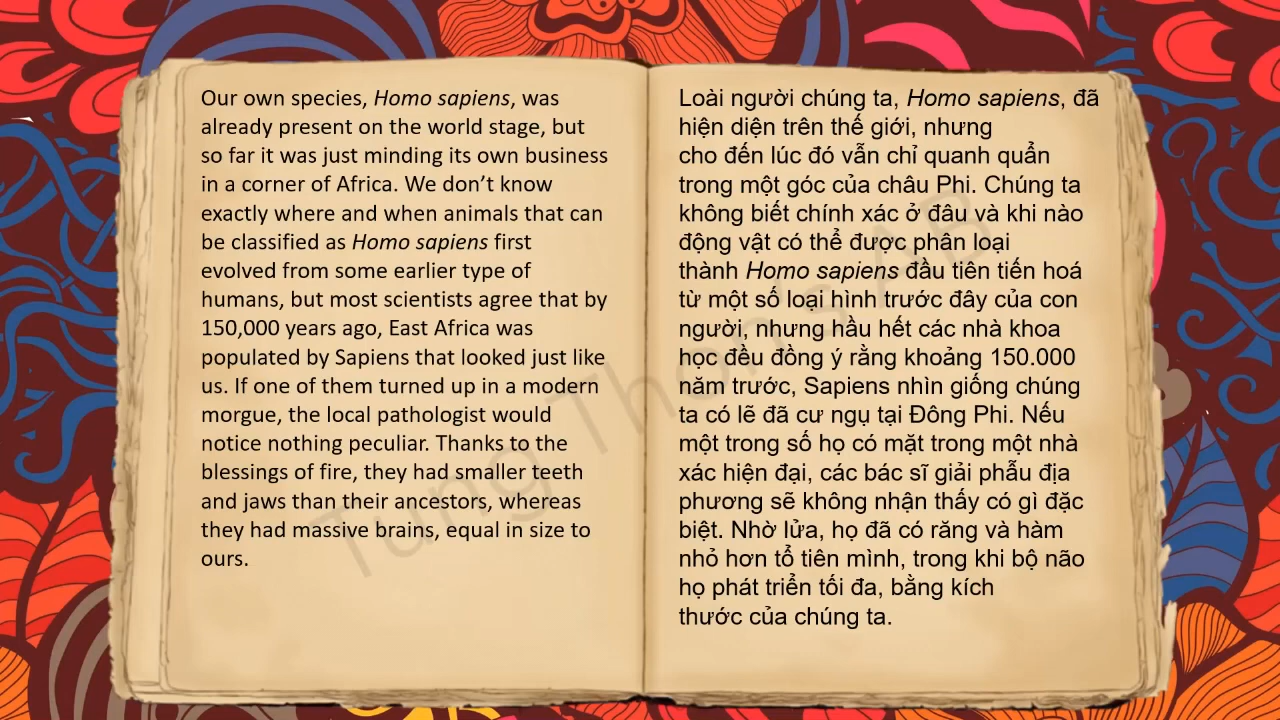 Our own species, Homo sapiens, was
already present on the world stage, but
so far it was just minding its own business
in a corner of Africa. We don’t know
exactly where and when animals that can
be classified as Homo sapiens first
evolved from some earlier type of
humans, but most scientists agree that by
150,000 years ago, East Africa was
populated by Sapiens that looked just like
us. If one of them turned up in a modern
morgue, the local pathologist would
notice nothing peculiar. Thanks to the
blessings of fire, they had smaller teeth
and jaws than their ancestors, whereas
they had massive brains, equal in size to
ours.
Loài người chúng ta, Homo sapiens, đã
hiện diện trên thế giới, nhưng
cho đến lúc đó vẫn chỉ quanh quẩn
trong một góc của châu Phi. Chúng ta
không biết chính xác ở đâu và khi nào
động vật có thể được phân loại
thành Homo sapiens đầu tiên tiến hoá
từ một số loại hình trước đây của con
người, nhưng hầu hết các nhà khoa
học đều đồng ý rằng khoảng 150.000
năm trước, Sapiens nhìn giống chúng
ta có lẽ đã cư ngụ tại Đông Phi. Nếu
một trong số họ có mặt trong một nhà
xác hiện đại, các bác sĩ giải phẫu địa
phương sẽ không nhận thấy có gì đặc
biệt. Nhờ lửa, họ đã có răng và hàm
nhỏ hơn tổ tiên mình, trong khi bộ não
họ phát triển tối đa, bằng kích
thước của chúng ta.